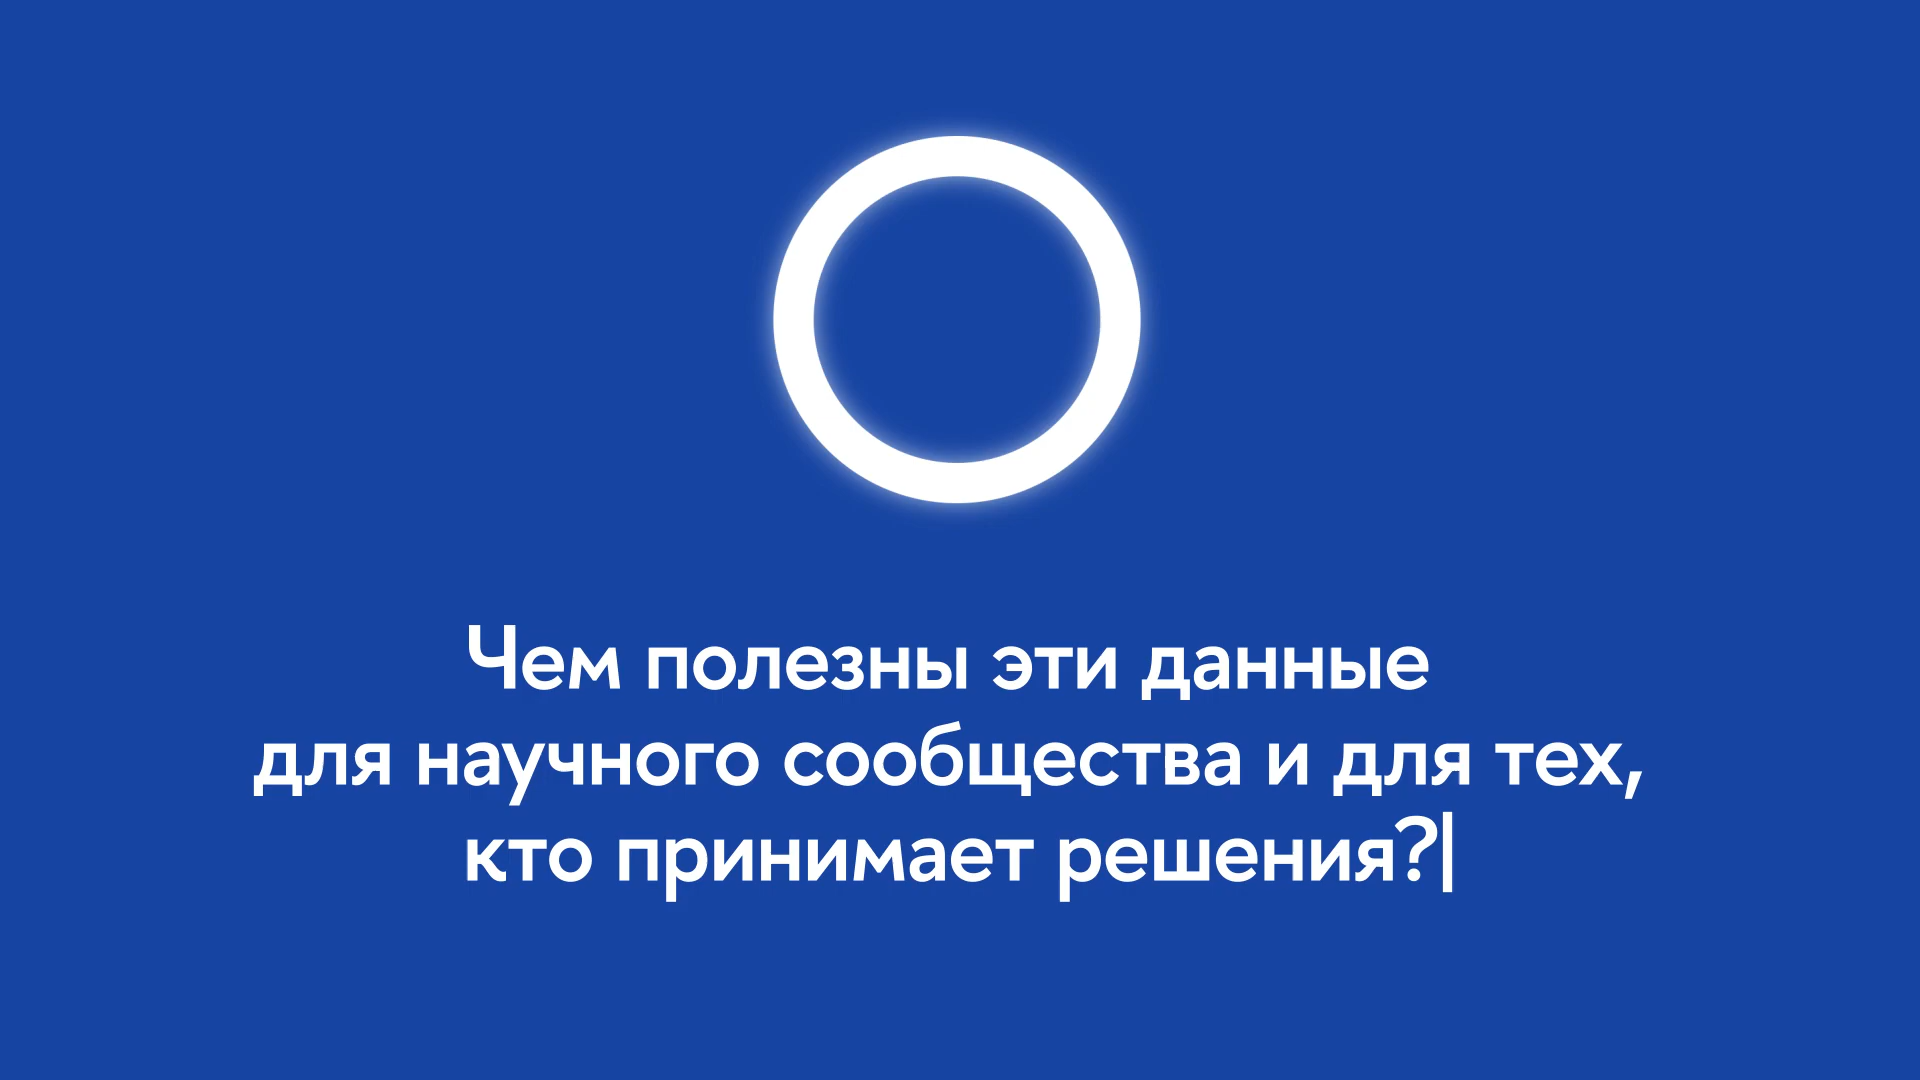 Чем полезны эти данные
для научного сообщества и для тех,
кто принимает решения?